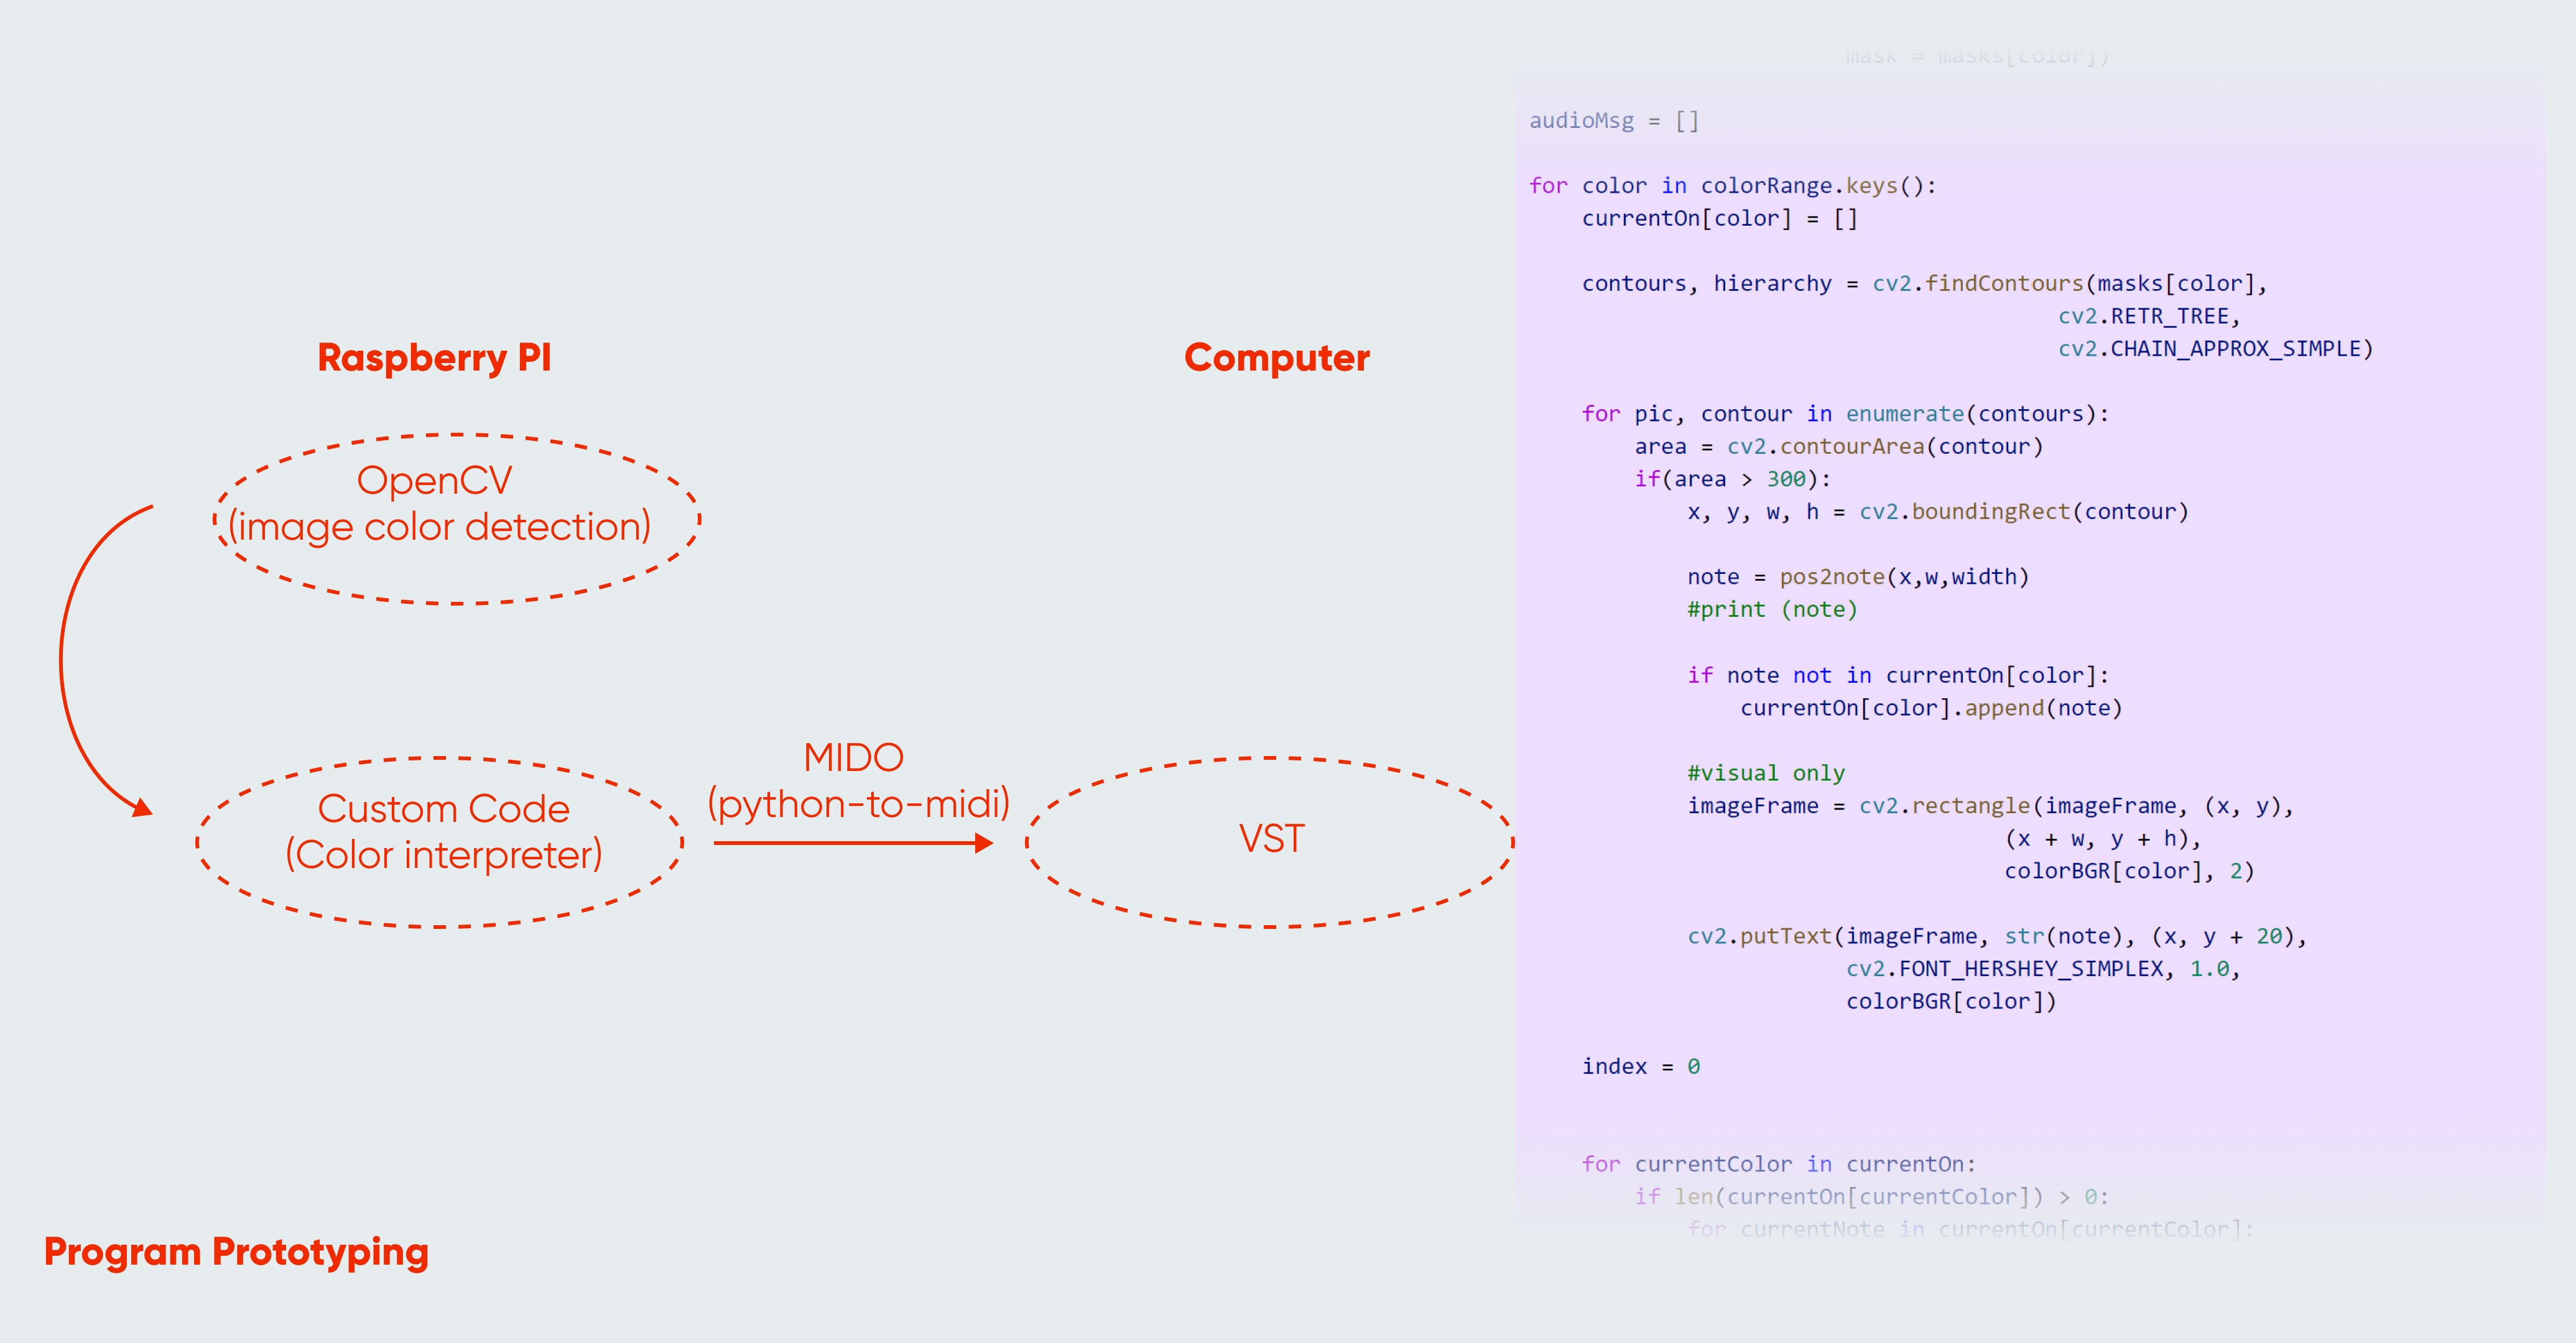 Raspberry PI
OpenCV
(image color detection)
Custom Code
(Color interpreter)
MIDO
(python-to-midi)
Computer
VST
Program Prototyping
mask = masks[color])
audioMsg = []
for color in colorRange.keys():
    currentOn[color] = []
    contours, hierarchy = cv2.findContours(masks[color],
                                        cv2.RETR_TREE,
                                        cv2.CHAIN_APPROX_SIMPLE)
    for pic, contour in enumerate(contours):
        area = cv2.contourArea(contour)
        if(area > 300):
            x, y, w, h = cv2.boundingRect(contour)
            note = pos2note(x,w,width)
            #print (note)
            if note not in currentOn[color]:
                currentOn[color].append(note)
            #visual only
            imageFrame = cv2.rectangle(imageFrame, (x, y),
                                    (x + w, y + h),
                                    colorBGR[color], 2)
            cv2.putText(imageFrame, str(note), (x, y + 20),
                        cv2.FONT_HERSHEY_SIMPLEX, 1.0,
                        colorBGR[color])
    index = 0
    for currentColor in currentOn:
        if len(currentOn[currentColor]) > 0:
            for currentNote in currentOn[currentColor]: